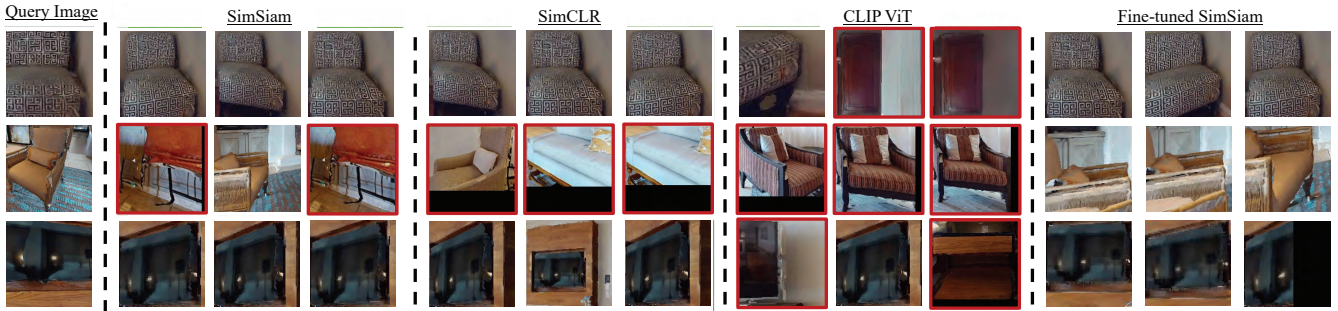 Query Image
SimSiam
SimCLR
CLIP ViT
Fine-tuned SimSiam